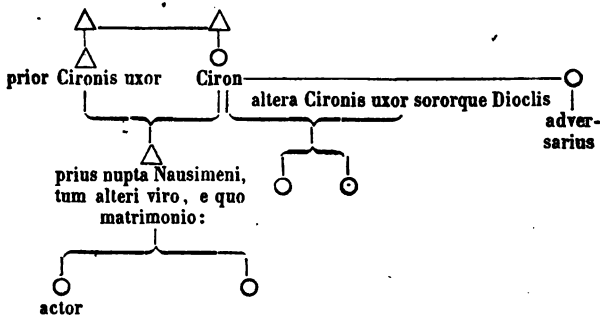 prior Cironis uxor
Ciron
altera Cironis uxor sororque Dioclis
adver-
sarius
prius nupta Nausimeni,
tum alteri viro, e quo
matrimonio:
actor